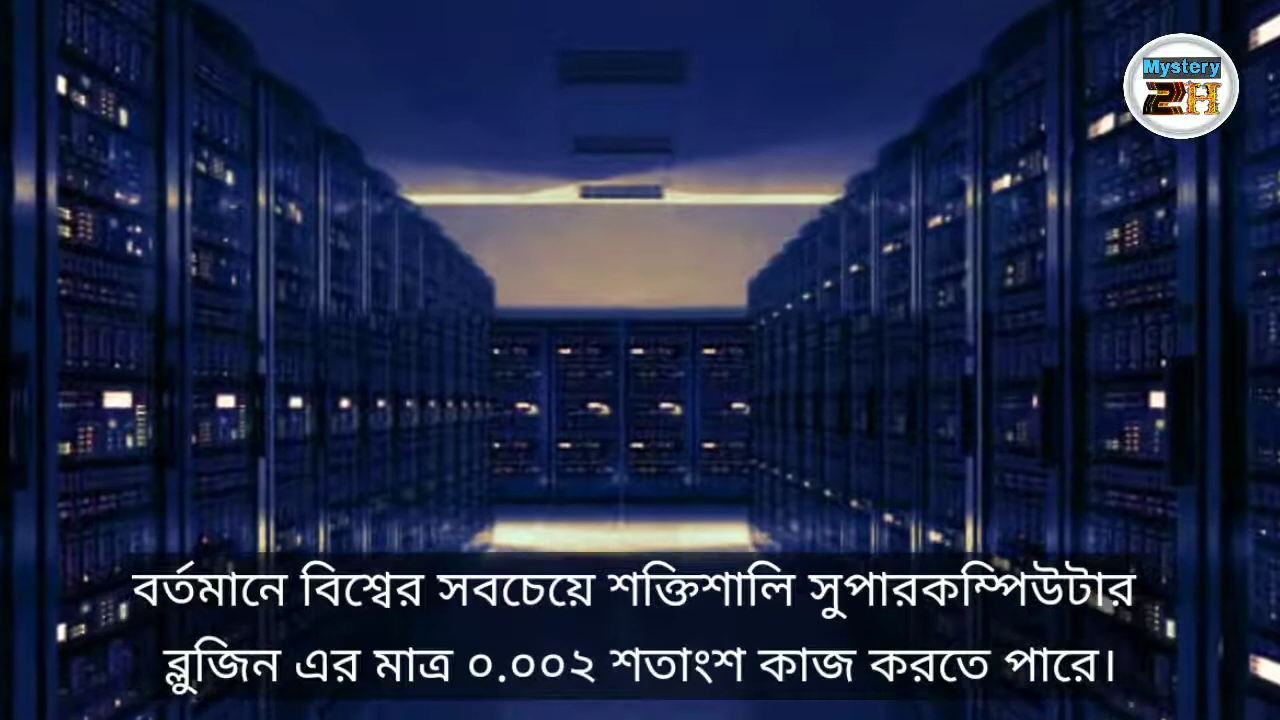 Mystery
2H
বর্তমানে বিশ্বের সবচেয়ে শক্তিশালি সুপারকম্পিউটার
ব্লুজিন এর মাত্র ০.০০২ শতাংশ কাজ করতে পারে।